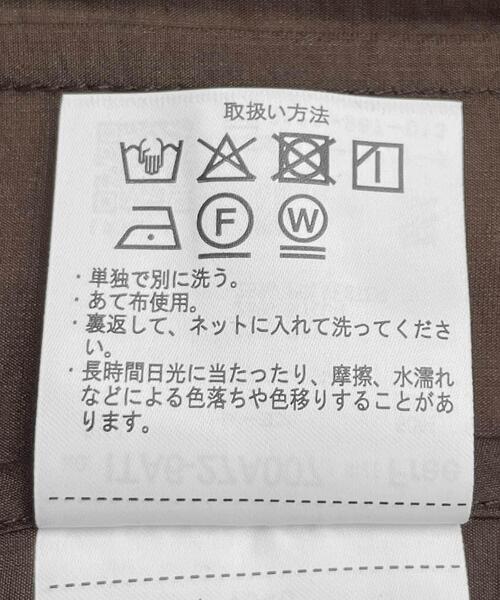 取扱い方法
F W
・単独で別に洗う。
・あて布使用。
・裏返して、ネットに入れて洗ってくださ
い。
・長時間日光に当たったり、摩擦、水濡れ
などによる色落ちや色移りすることがあ
ります。